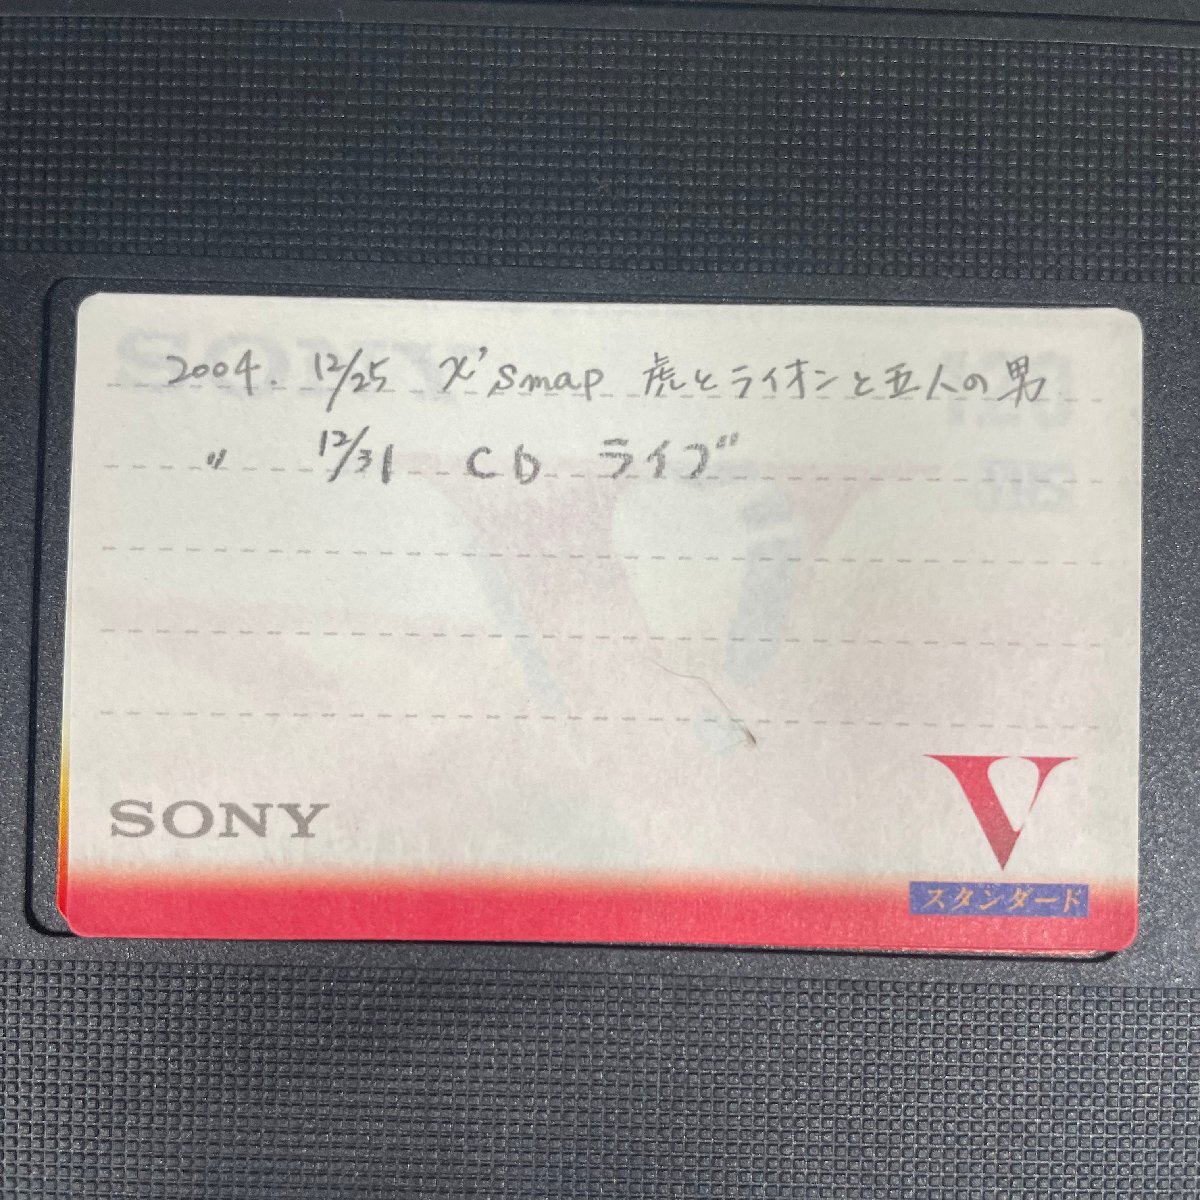 2004. 12/25 X'smap 虎とライオンと五人の男
〃 12/31 CD ライブ
SONY
V
スタンダード